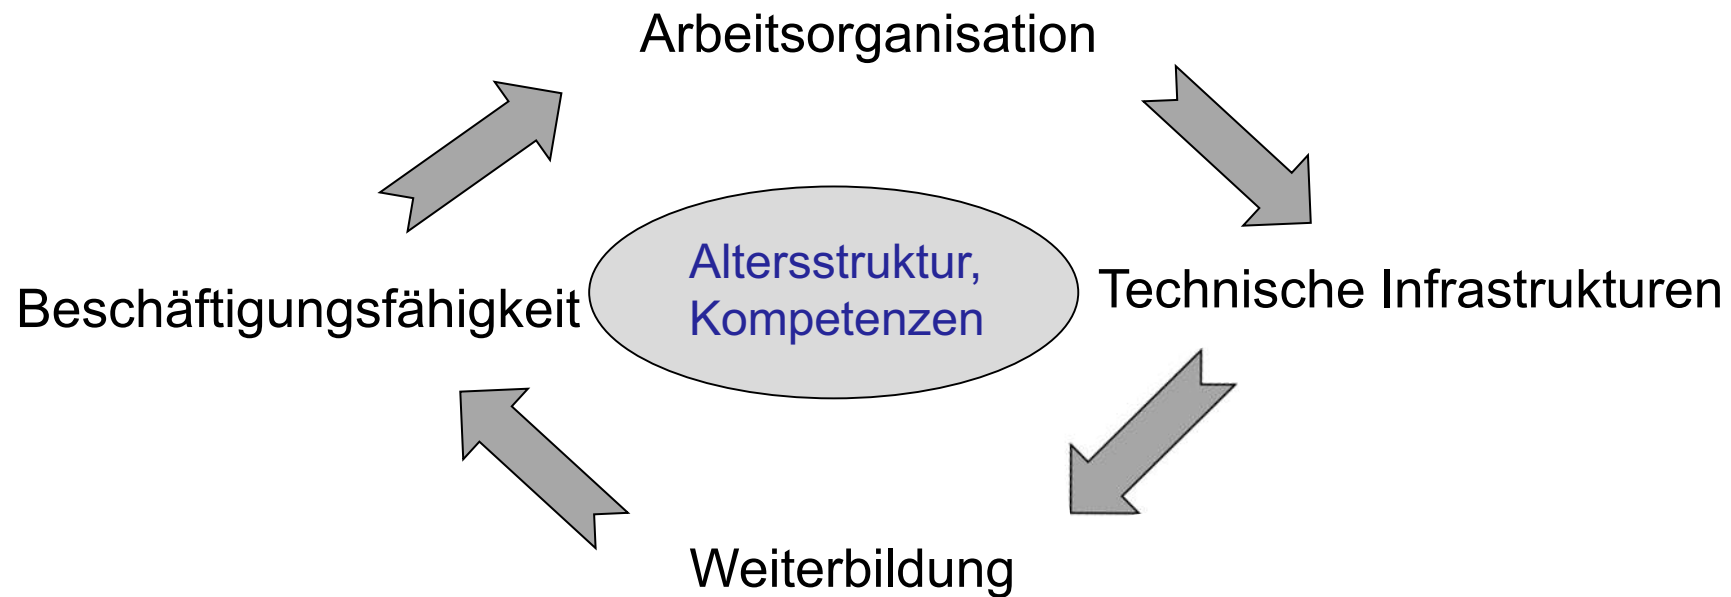 Arbeitsorganisation
Altersstruktur,
Kompetenzen
Technische Infrastrukturen
Beschäftigungsfähigkeit
Weiterbildung